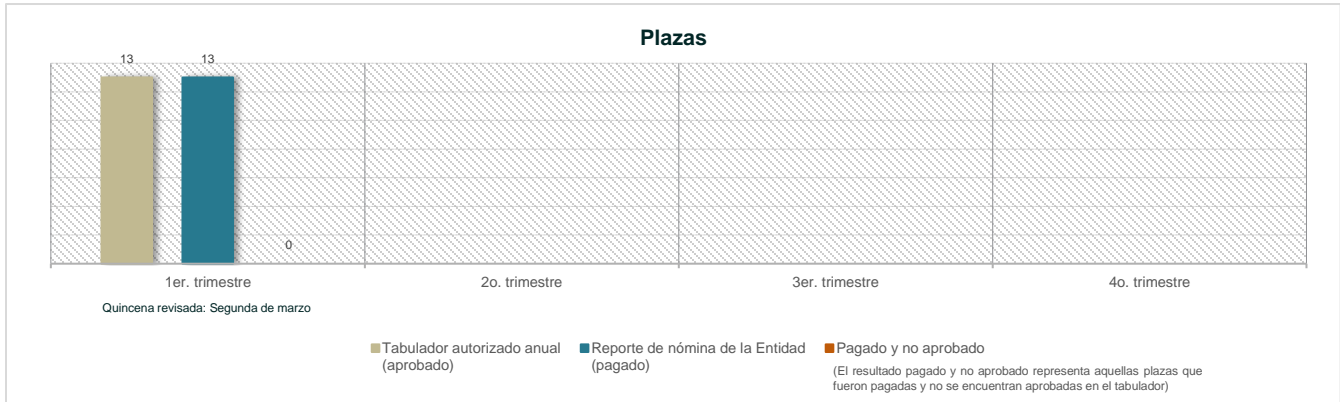 Plazas
13
13
0
1er. trimestre
2o. trimestre
3er. trimestre
4o. trimestre
Quincena revisada: Segunda de marzo
Tabulador autorizado anual
(aprobado)
Reporte de nómina de la Entidad
(pagado)
Pagado y no aprobado
(El resultado pagado y no aprobado representa aquellas plazas que
fueron pagadas y no se encuentran aprobadas en el tabulador)